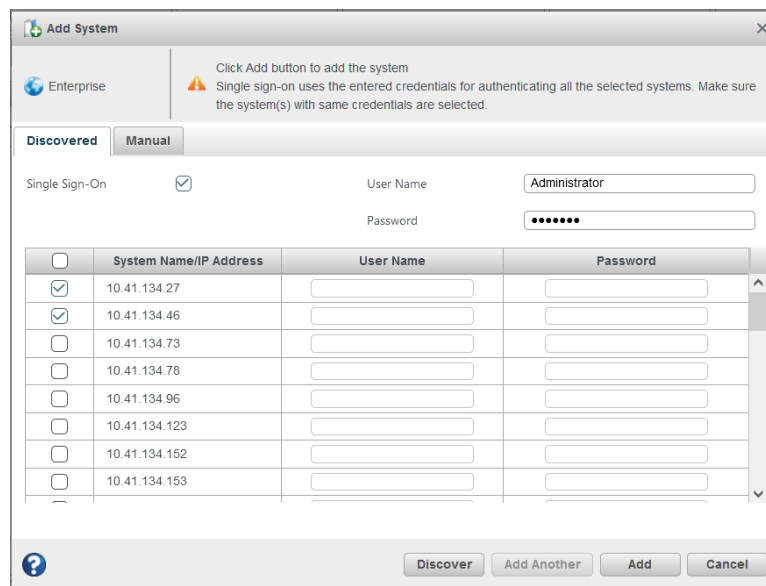 Add System
Enterprise
Click Add button to add the system
Single sign-on uses the entered credentials for authenticating all the selected systems. Make sure
the system(s) with same credentials are selected.
Discovered Manual
Single Sign-On User Name Administrator
Password •••••••
System Name/IP Address User Name Password
10.41.134.27
10.41.134.46
10.41.134.73
10.41.134.78
10.41.134.96
10.41.134.123
10.41.134.152
10.41.134.153
? Discover Add Another Add Cancel